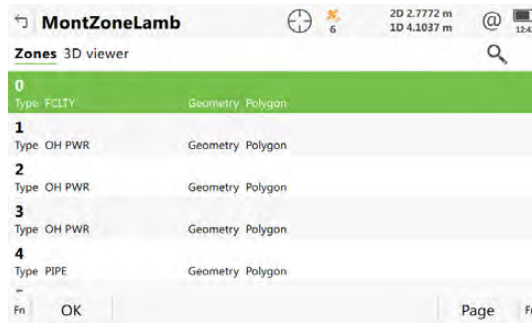 MontZoneLamb
6
2D 2.7772 m
1D 4.1037 m
@
Zones 3D viewer
0
Type FCLTY Geometry Polygon
1
Type OH PWR Geometry Polygon
2
Type OH PWR Geometry Polygon
3
Type OH PWR Geometry Polygon
4
Type PIPE Geometry Polygon
Fn OK Page